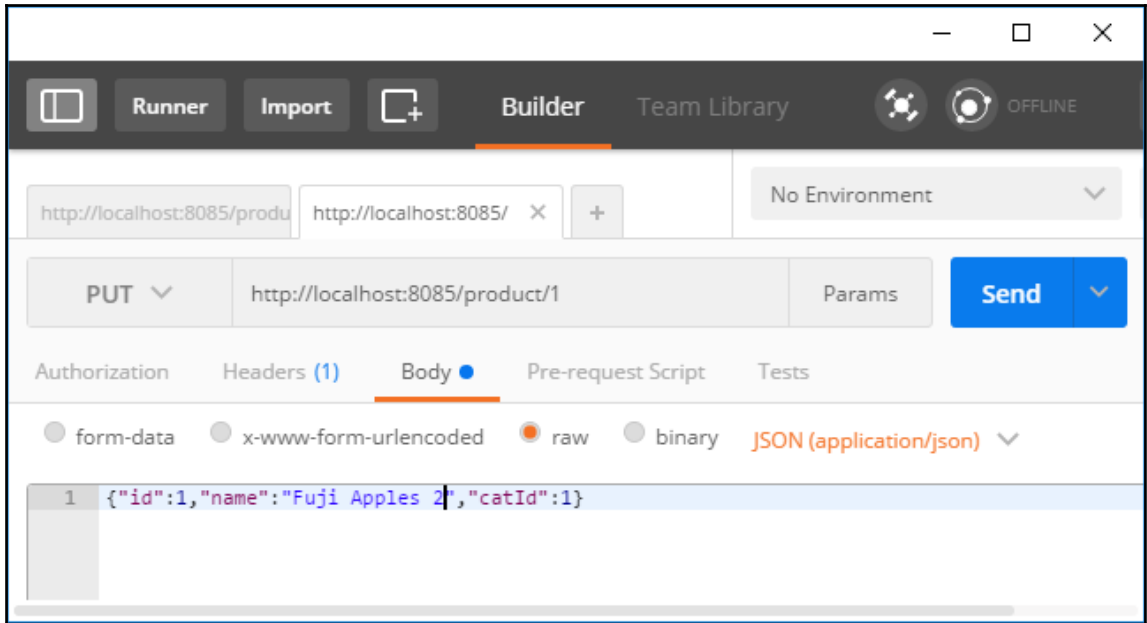 Runner Import Builder Team Library OFFLINE
http://localhost:8085/produ http://localhost:8085/ × + No Environment
PUT http://localhost:8085/product/1 Params Send
Authorization Headers (1) Body Pre-request Script Tests
form-data x-www-form-urlencoded raw binary JSON (application/json)
1 {"id":1,"name":"Fuji Apples 2","catId":1}